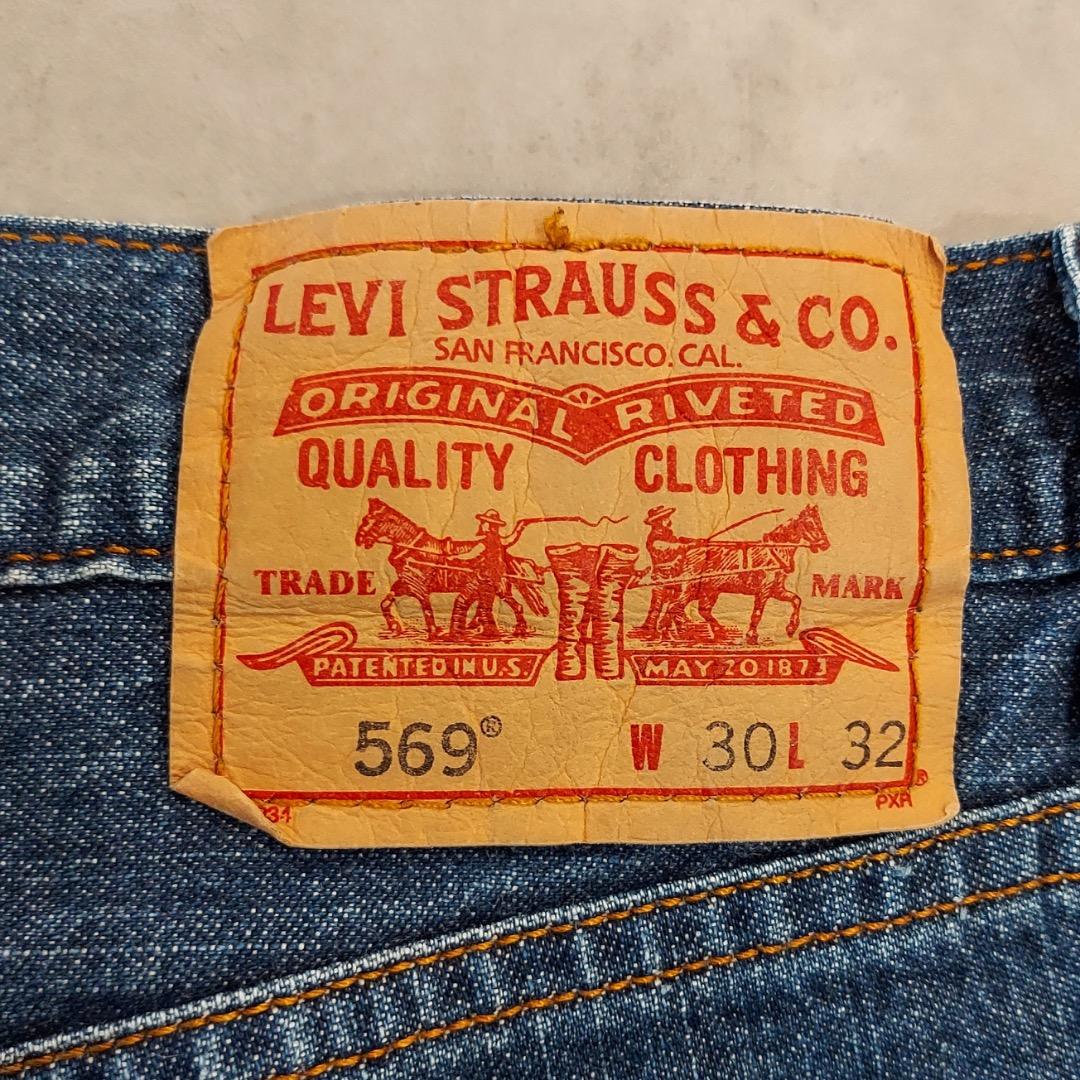 LEVI STRAUSS & CO.
SAN FRANCISCO, CAL.
ORIGINAL RIVETED
QUALITY CLOTHING
TRADE MARK
PATENTED IN U.S. MAY 20 1873
569® W 30 L 32
®
34 PXR